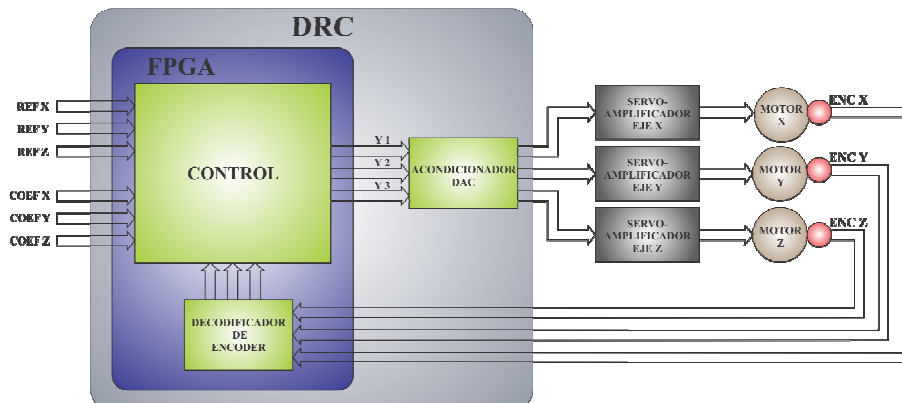 DRC
FPGA
REF X
REF Y
REF Z
COEF X
COEF Y
COEF Z
CONTROL
Y 1
Y 2
Y 3
ACONDICIONADOR
DAC
SERVO-
AMPLIFICADOR
EJE X
SERVO-
AMPLIFICADOR
EJE Y
SERVO-
AMPLIFICADOR
EJE Z
MOTOR
X
ENC X
MOTOR
Y
ENC Y
MOTOR
Z
ENC Z
DECODIFICADOR
DE
ENCODER